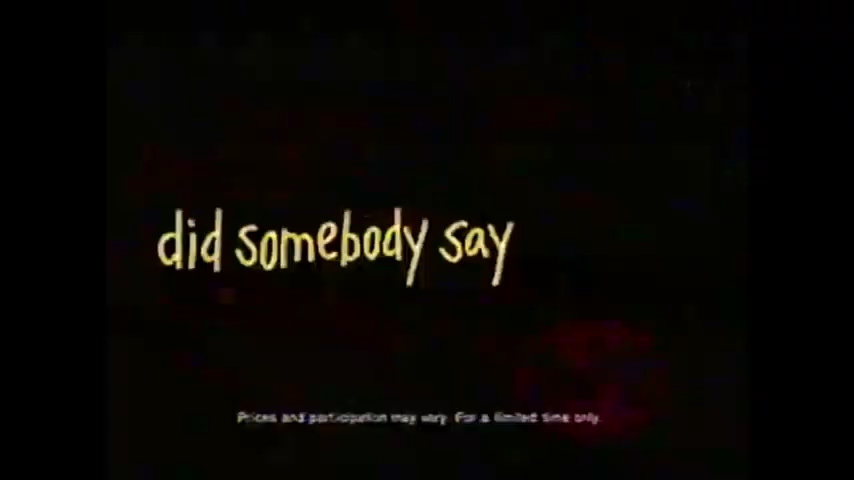 did somebody say
Prices and participation may vary. For a limited time only.